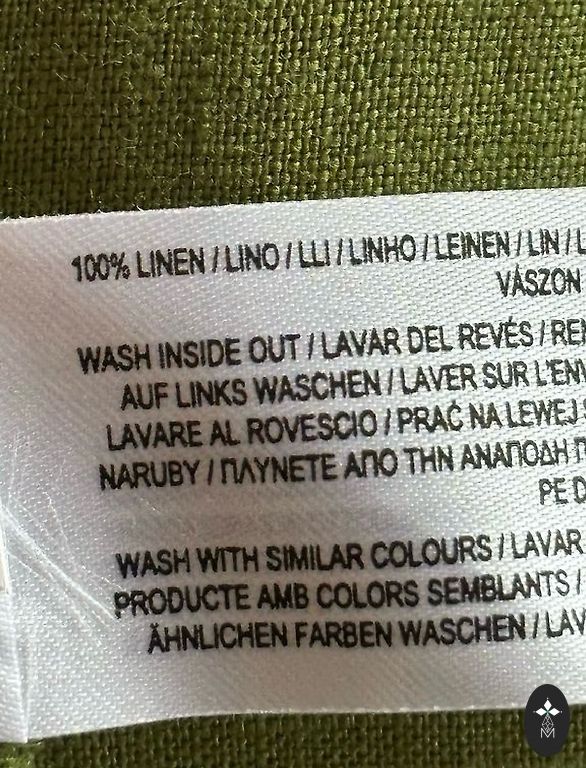 100% LINEN / LINO / LLI / LINHO / LEINEN / LIN /
VÁSZON
WASH INSIDE OUT / LAVAR DEL REVÉS /
AUF LINKS WASCHEN / LAVER SUR
LAVARE AL ROVESCIO / PRAĆ NA LEWEJ
NARUBY / ΠΛΥΝΕΤΕ ΑΠΟ ΤΗΝ ΑΝΑΠΟΔΗ
PE
WASH WITH SIMILAR COLOURS / LAVAR
PRODUCTE AMB COLORS SEMBLANTS /
ÄHNLICHEN FARBEN WASCHEN /